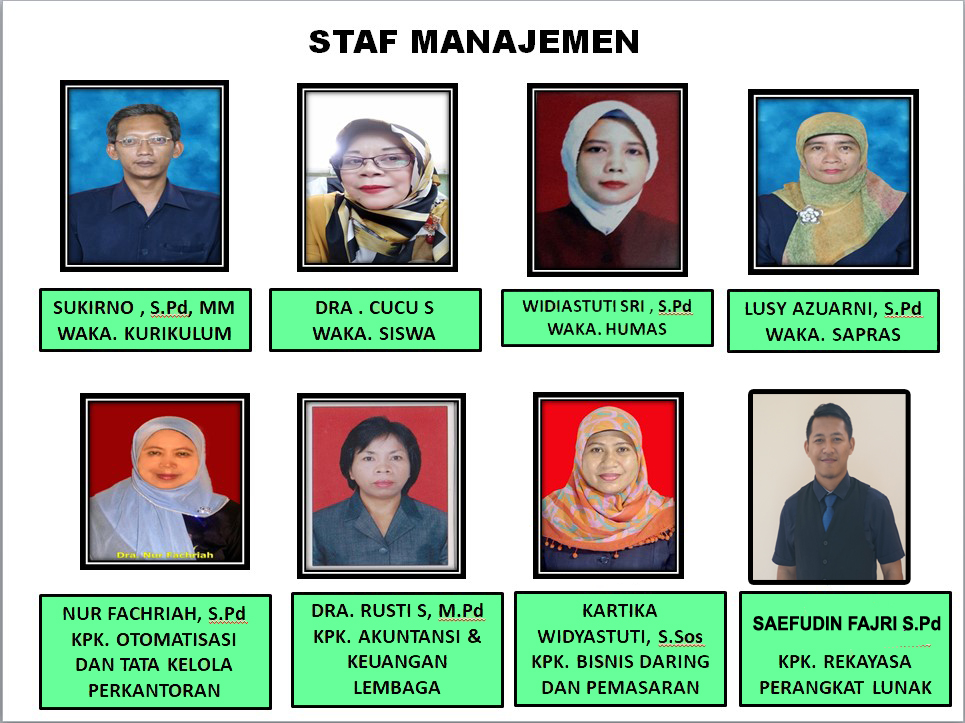 STAF MANAJEMEN
SUKIRNO , S.Pd, MM
WAKA. KURIKULUM
DRA . CUCU S
WAKA. SISWA
WIDIASTUTI SRI , S.Pd
WAKA. HUMAS
LUSY AZUARNI, S.Pd
WAKA. SAPRAS
Dra. Nur Fachriah
NUR FACHRIAH, S.Pd
KPK. OTOMATISASI
DAN TATA KELOLA
PERKANTORAN
DRA. RUSTI S, M.Pd
KPK. AKUNTANSI &
KEUANGAN
LEMBAGA
KARTIKA
WIDYASTUTI, S.Sos
KPK. BISNIS DARING
DAN PEMASARAN
SAEFUDIN FAJRI S.Pd
KPK. REKAYASA
PERANGKAT LUNAK